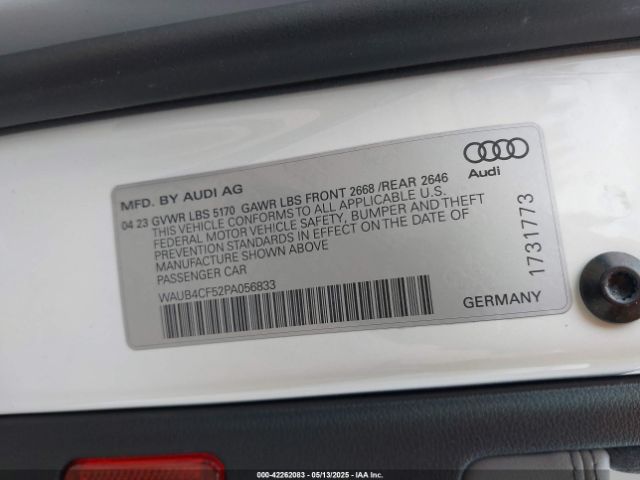 MFD. BY AUDI AG
04 23 GVWR LBS 5170 GAWR LBS FRONT 2668 /REAR 2646
THIS VEHICLE CONFORMS TO ALL APPLICABLE U.S.
FEDERAL MOTOR VEHICLE SAFETY, BUMPER AND THEFT
PREVENTION STANDARDS IN EFFECT ON THE DATE OF
MANUFACTURE SHOWN ABOVE
PASSENGER CAR
WAUB4CF52PA056833
Audi
1731773
GERMANY
000-42262083 - 05/13/2025 - IAA Inc.